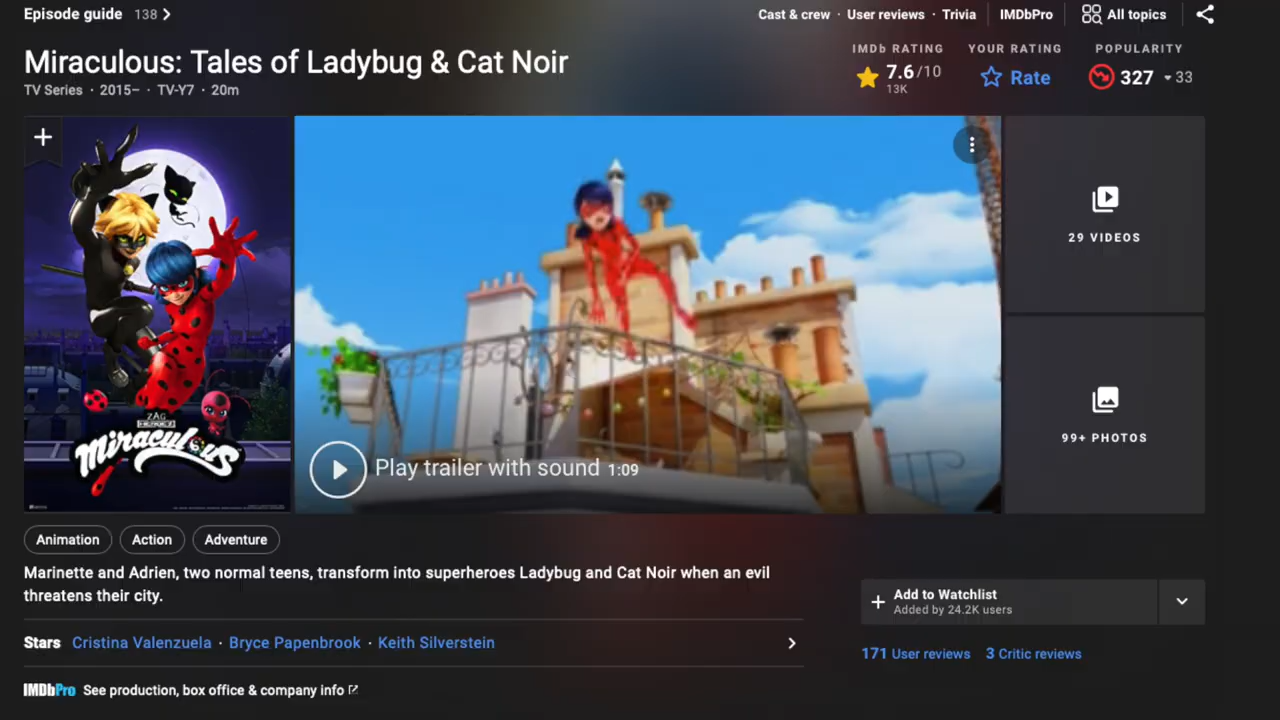 Episode guide 138
Cast & crew · User reviews · Trivia
IMDbPro
All topics
Miraculous: Tales of Ladybug & Cat Noir
TV Series · 2015– · TV-Y7 · 20m
IMDb RATING
7.6/10
13K
YOUR RATING
Rate
POPULARITY
327
33
ZAG
HEROEZ
Miraculous
Play trailer with sound 1:09
29 VIDEOS
99+ PHOTOS
Animation
Action
Adventure
Marinette and Adrien, two normal teens, transform into superheroes Ladybug and Cat Noir when an evil
threatens their city.
Stars Cristina Valenzuela · Bryce Papenbrook · Keith Silverstein
IMDbPro See production, box office & company info
Add to Watchlist
Added by 24.2K users
171 User reviews 3 Critic reviews